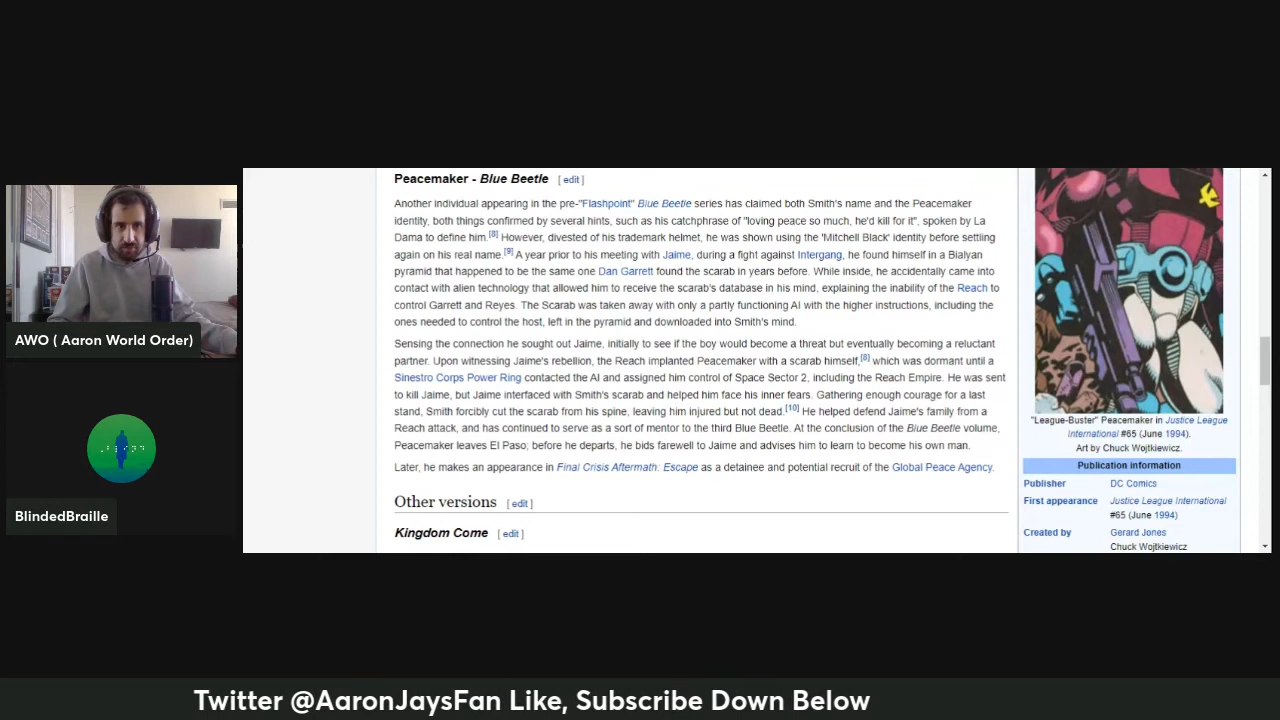 Peacemaker - Blue Beetle [ edit ]
Another individual appearing in the pre-"Flashpoint" Blue Beetle series has claimed both Smith's name and the Peacemaker
identity, both things confirmed by several hints, such as his catchphrase of "loving peace so much, he'd kill for it", spoken by La
Dama to define him.[8] However, divested of his trademark helmet, he was shown using the 'Mitchell Black' identity before settling
again on his real name.[9] A year prior to his meeting with Jaime, during a fight against Intergang, he found himself in a Bialyan
pyramid that happened to be the same one Dan Garrett found the scarab in years before. While inside, he accidentally came into
contact with alien technology that allowed him to receive the scarab's database in his mind, explaining the inability of the Reach to
control Garrett and Reyes. The Scarab was taken away with only a partly functioning AI with the higher instructions, including the
ones needed to control the host, left in the pyramid and downloaded into Smith's mind.
Sensing the connection he sought out Jaime, initially to see if the boy would become a threat but eventually becoming a reluctant
partner. Upon witnessing Jaime's rebellion, the Reach implanted Peacemaker with a scarab himself,[8] which was dormant until a
Sinestro Corps Power Ring contacted the AI and assigned him control of Space Sector 2, including the Reach Empire. He was sent
to kill Jaime, but Jaime interfaced with Smith's scarab and helped him face his inner fears. Gathering enough courage for a last
stand, Smith forcibly cut the scarab from his spine, leaving him injured but not dead.[10] He helped defend Jaime's family from a
Reach attack, and has continued to serve as a sort of mentor to the third Blue Beetle. At the conclusion of the Blue Beetle volume,
Peacemaker leaves El Paso; before he departs, he bids farewell to Jaime and advises him to learn to become his own man.
Later, he makes an appearance in Final Crisis Aftermath: Escape as a detainee and potential recruit of the Global Peace Agency.
Other versions [ edit ]
Kingdom Come [ edit ]
"League-Buster" Peacemaker in Justice League
International #65 (June 1994).
Art by Chuck Wojtkiewicz.
Publication information
Publisher DC Comics
First appearance Justice League International
#65 (June 1994)
Created by Gerard Jones
Chuck Wojtkiewicz
AWO ( Aaron World Order)
BlindedBraille
Twitter @AaronJaysFan Like, Subscribe Down Below